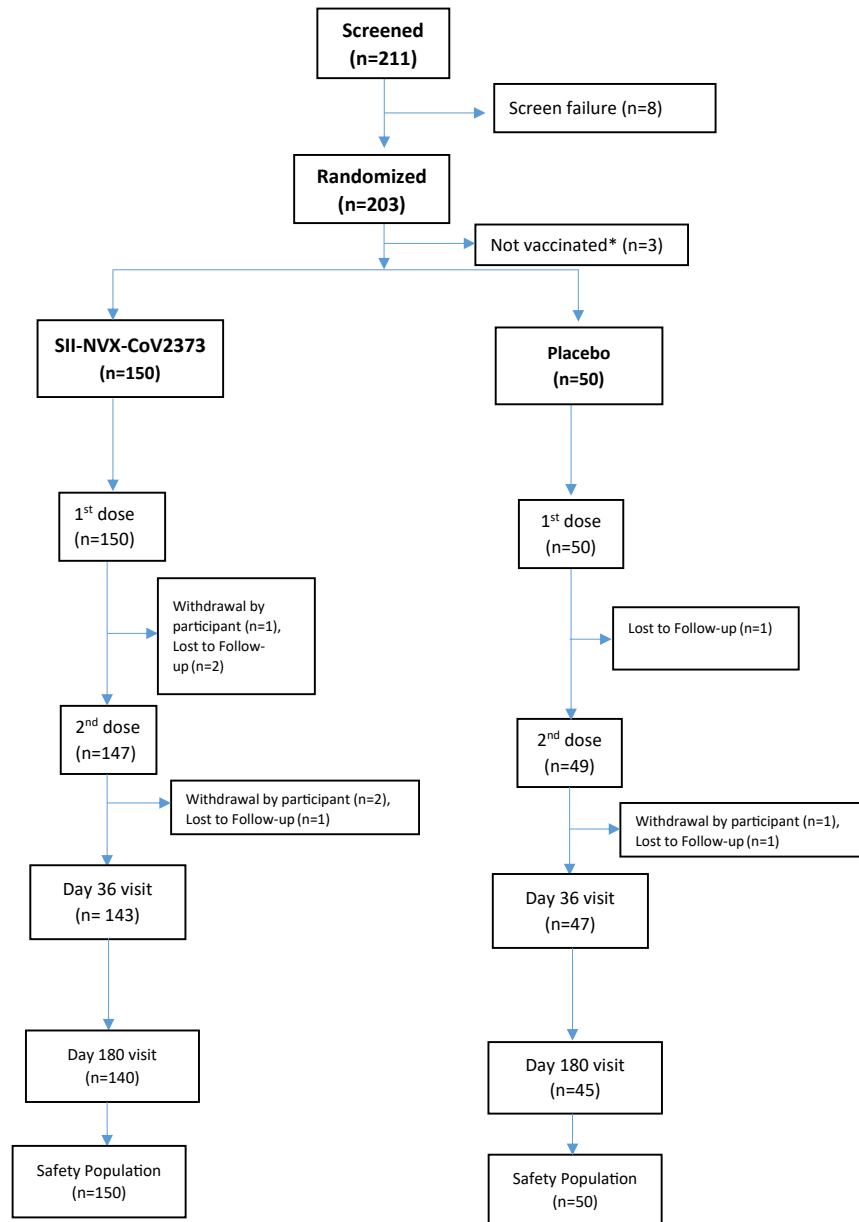 Screened
(n=211)
Screen failure (n=8)
Randomized
(n=203)
Not vaccinated* (n=3)
SII-NVX-CoV2373
(n=150)
Placebo
(n=50)
1st dose
(n=150)
1st dose
(n=50)
Withdrawal by
participant (n=1),
Lost to Follow-
up (n=2)
Lost to Follow-up (n=1)
2nd dose
(n=147)
2nd dose
(n=49)
Withdrawal by participant (n=2),
Lost to Follow-up (n=1)
Withdrawal by participant (n=1),
Lost to Follow-up (n=1)
Day 36 visit
(n= 143)
Day 36 visit
(n=47)
Day 180 visit
(n=140)
Day 180 visit
(n=45)
Safety Population
(n=150)
Safety Population
(n=50)